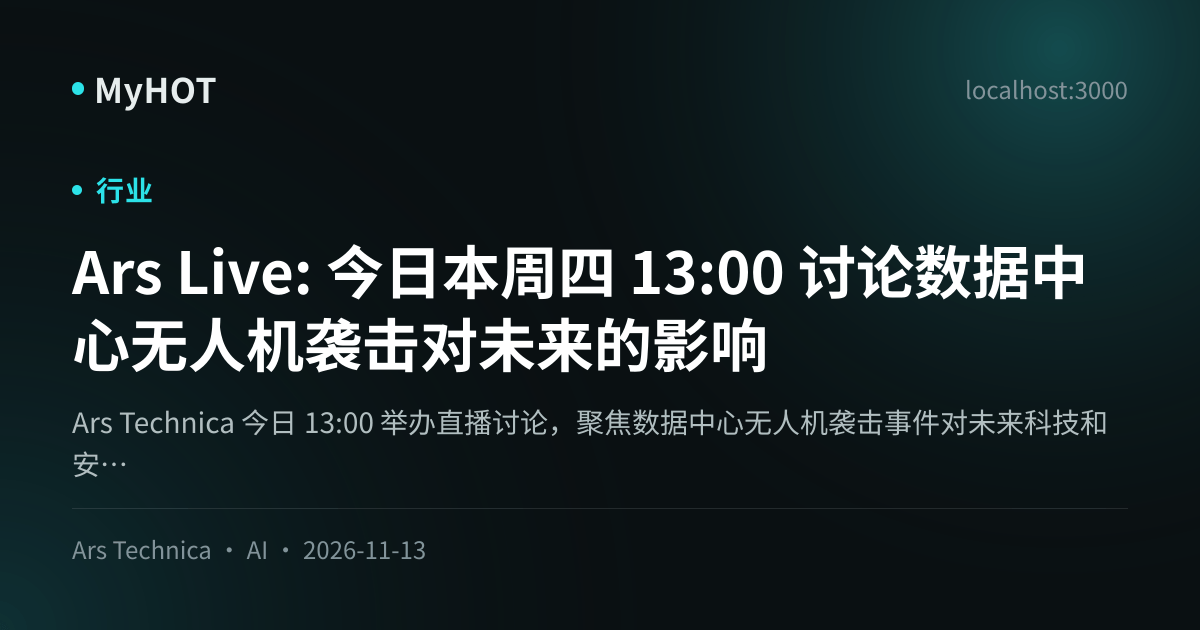 MyHOT
localhost:3000
行业
Ars Live: 今日本周四 13:00 讨论数据中
心无人机袭击对未来的影响
Ars Technica 今日 13:00 举办直播讨论，聚焦数据中心无人机袭击事件对未来科技和
安…
Ars Technica · AI · 2026-11-13